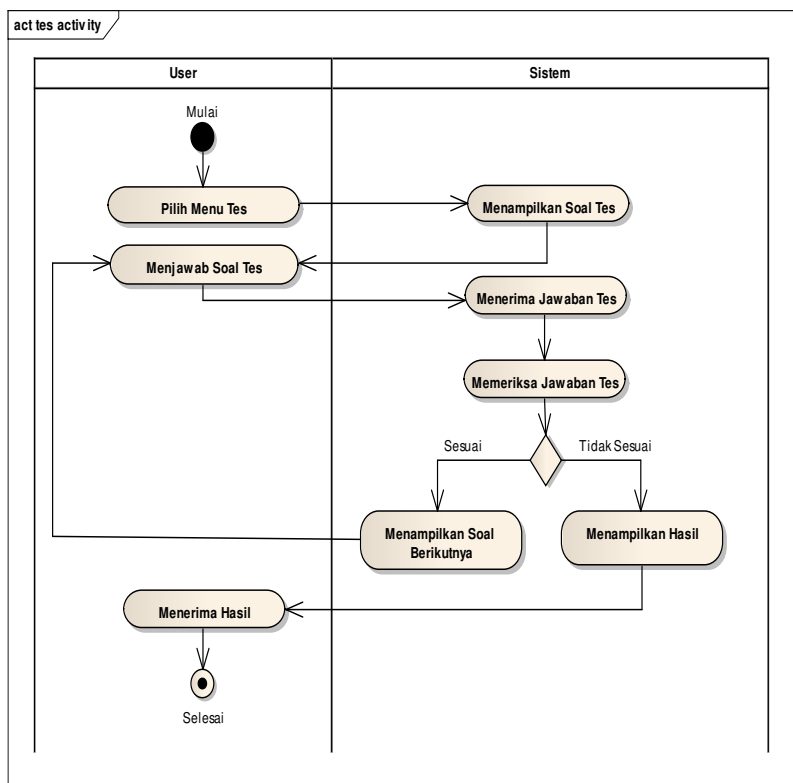 act tes activity
User
Sistem
Mulai
Pilih Menu Tes
Menampilkan Soal Tes
Menjawab Soal Tes
Menerima Jawaban Tes
Memeriksa Jawaban Tes
Sesuai
Tidak Sesuai
Menampilkan Soal
Berikutnya
Menampilkan Hasil
Menerima Hasil
Selesai